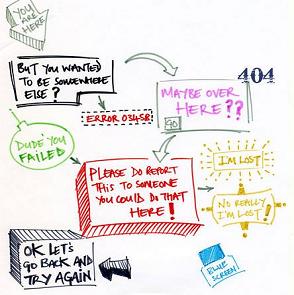 YOU
ARE
HERE
BUT YOU WANTED
TO BE SOMEWHERE
ELSE?
ERROR 03458
MAYBE OVER
HERE??
GO
404
DUDE YOU
FAILED
PLEASE DO REPORT
THIS TO SOMEONE
YOU COULD DO THAT
HERE!
I'M LOST
NO REALLY
I'M LOST!
OK LET'S
GO BACK AND
TRY AGAIN
BLUE
SCREEN